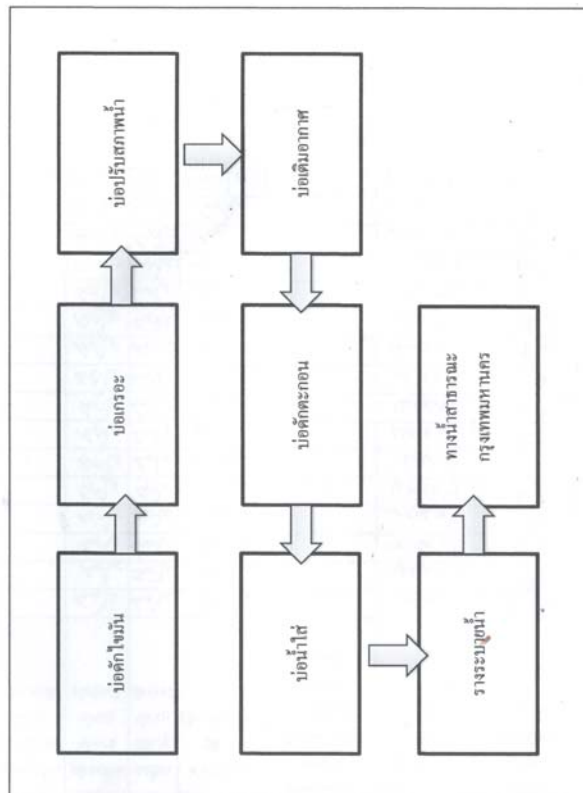 บ่อดักไขมัน
บ่อเกรอะ
บ่อปรับสภาพน้ำ
บ่อเติมอากาศ
บ่อดักตะกอน
บ่อน้ำใส่
รางระบายน้ำ
ทางน้ำสาธารณะ
กรุงเทพมหานคร